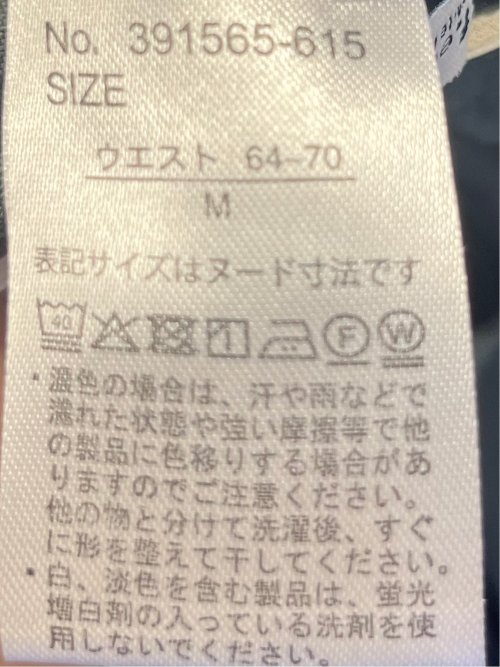 No. 391565-615
SIZE
ウエスト 64-70
M
表記サイズはヌード寸法です
40 F W
・濃色の場合は、汗や雨などで
濡れた状態や強い摩擦等で他
の製品に色移りする場合があ
りますのでご注意ください。
他の物と分けて洗濯後、すぐ
に形を整えて干してください。
・白、淡色を含む製品は、蛍光
増白剤の入っている洗剤を使
用しないでください。